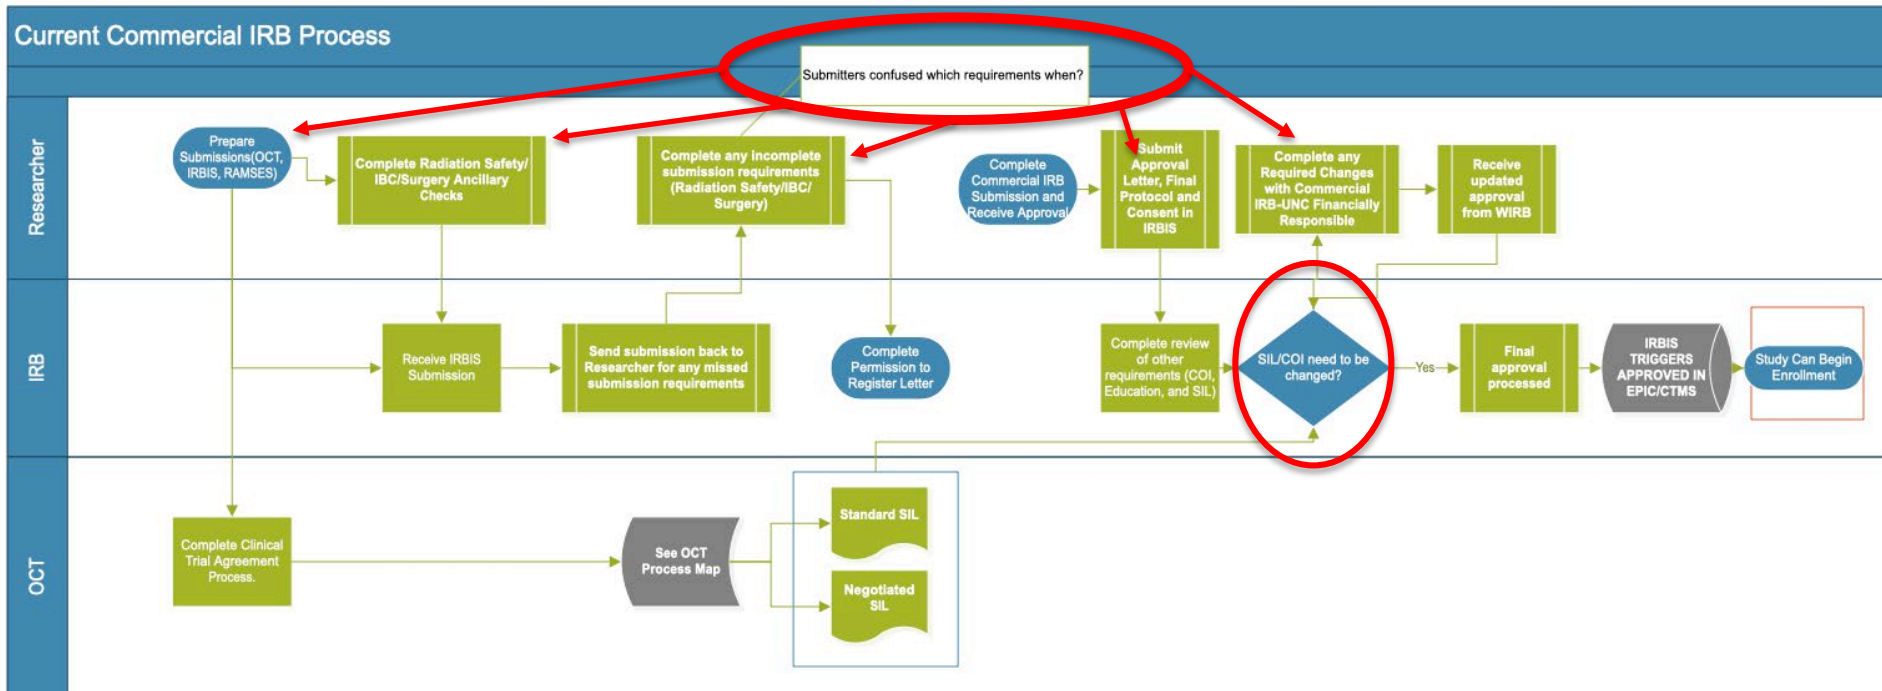 Current Commercial IRB Process
Submitters confused which requirements when?
Researcher
Prepare
Submissions(OCT,
IRBIS, RAMSES)
Complete Radiation Safety/
IBC/Surgery Ancillary
Checks
Complete any incomplete
submission requirements
(Radiation Safety/IBC/
Surgery)
Complete
Commercial IRB
Submission and
Receive Approval
Submit
Approval
Letter, Final
Protocol and
Consent in
IRBIS
Complete any
Required Changes
with Commercial
IRB-UNC Financially
Responsible
Receive
updated
approval
from WIRB
IRB
Receive IRBIS
Submission
Send submission back to
Researcher for any missed
submission requirements
Complete
Permission to
Register Letter
Complete review
of other
requirements (COI,
Education, and SIL)
SIL/COI need to be
changed?
Yes
Final
approval
processed
IRBIS
TRIGGERS
APPROVED IN
EPIC/CTMS
Study Can Begin
Enrollment
OCT
Complete Clinical
Trial Agreement
Process.
See OCT
Process Map
Standard SIL
Negotiated
SIL